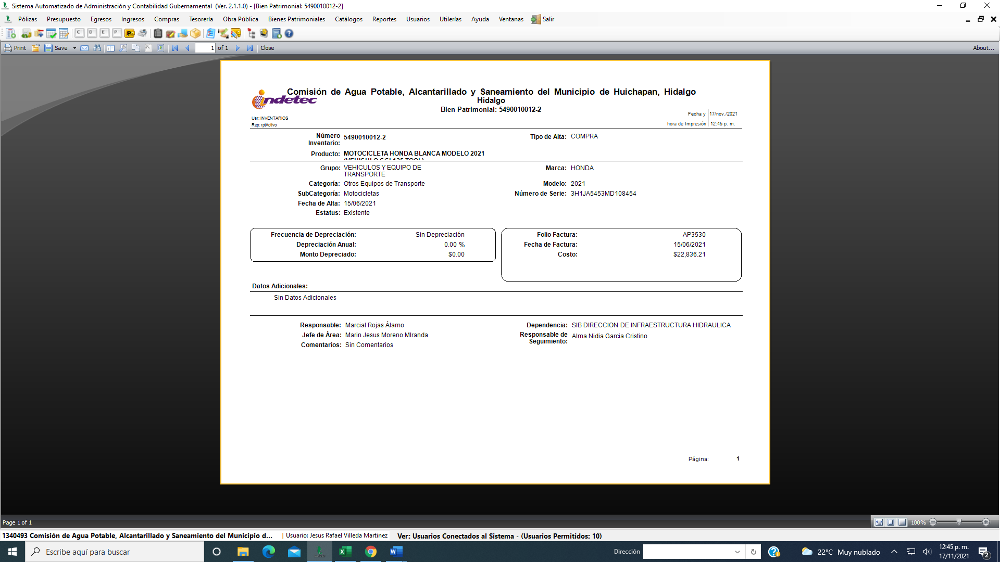 Sistema Automatizado de Administración y Contabilidad Gubernamental (Ver. 2.1.1.0) - [Bien Patrimonial: 5490010012-2]
Pólizas Presupuesto Egresos Ingresos Compras Tesorería Obra Pública Bienes Patrimoniales Catálogos Reportes Usuarios Utilerías Ayuda Ventanas Salir
C D E P
Print Save 1 of 1 Close About...
indetec
Comisión de Agua Potable, Alcantarillado y Saneamiento del Municipio de Huichapan, Hidalgo
Hidalgo
Bien Patrimonial: 5490010012-2
Usr: INVENTARIOS
Rep: rptActivo
Fecha y 17/nov./2021
hora de Impresión 12:45 p. m.
Número Inventario: 5490010012-2
Tipo de Alta: COMPRA
Producto: MOTOCICLETA HONDA BLANCA MODELO 2021
(VEHICULO CGL125 TOOL)
Grupo: VEHICULOS Y EQUIPO DE TRANSPORTE
Marca: HONDA
Categoría: Otros Equipos de Transporte
Modelo: 2021
SubCategoría: Motocicletas
Número de Serie: 3H1JA5453MD108454
Fecha de Alta: 15/06/2021
Estatus: Existente
Frecuencia de Depreciación: Sin Depreciación
Depreciación Anual: 0.00 %
Monto Depreciado: $0.00
Folio Factura: AP3530
Fecha de Factura: 15/06/2021
Costo: $22,836.21
Datos Adicionales:
Sin Datos Adicionales
Responsable: Marcial Rojas Álamo
Dependencia: SIB DIRECCION DE INFRAESTRUCTURA HIDRAULICA
Jefe de Área: Marin Jesus Moreno MIranda
Responsable de Seguimiento: Alma Nidia Garcia Cristino
Comentarios: Sin Comentarios
Página: 1
Page 1 of 1
100%
1340493 Comisión de Agua Potable, Alcantarillado y Saneamiento del Municipio d... Usuario: Jesus Rafael Villeda Martinez Ver: Usuarios Conectados al Sistema - (Usuarios Permitidos: 10)
Escribe aquí para buscar
Dirección
22°C Muy nublado
12:45 p. m.
17/11/2021
2